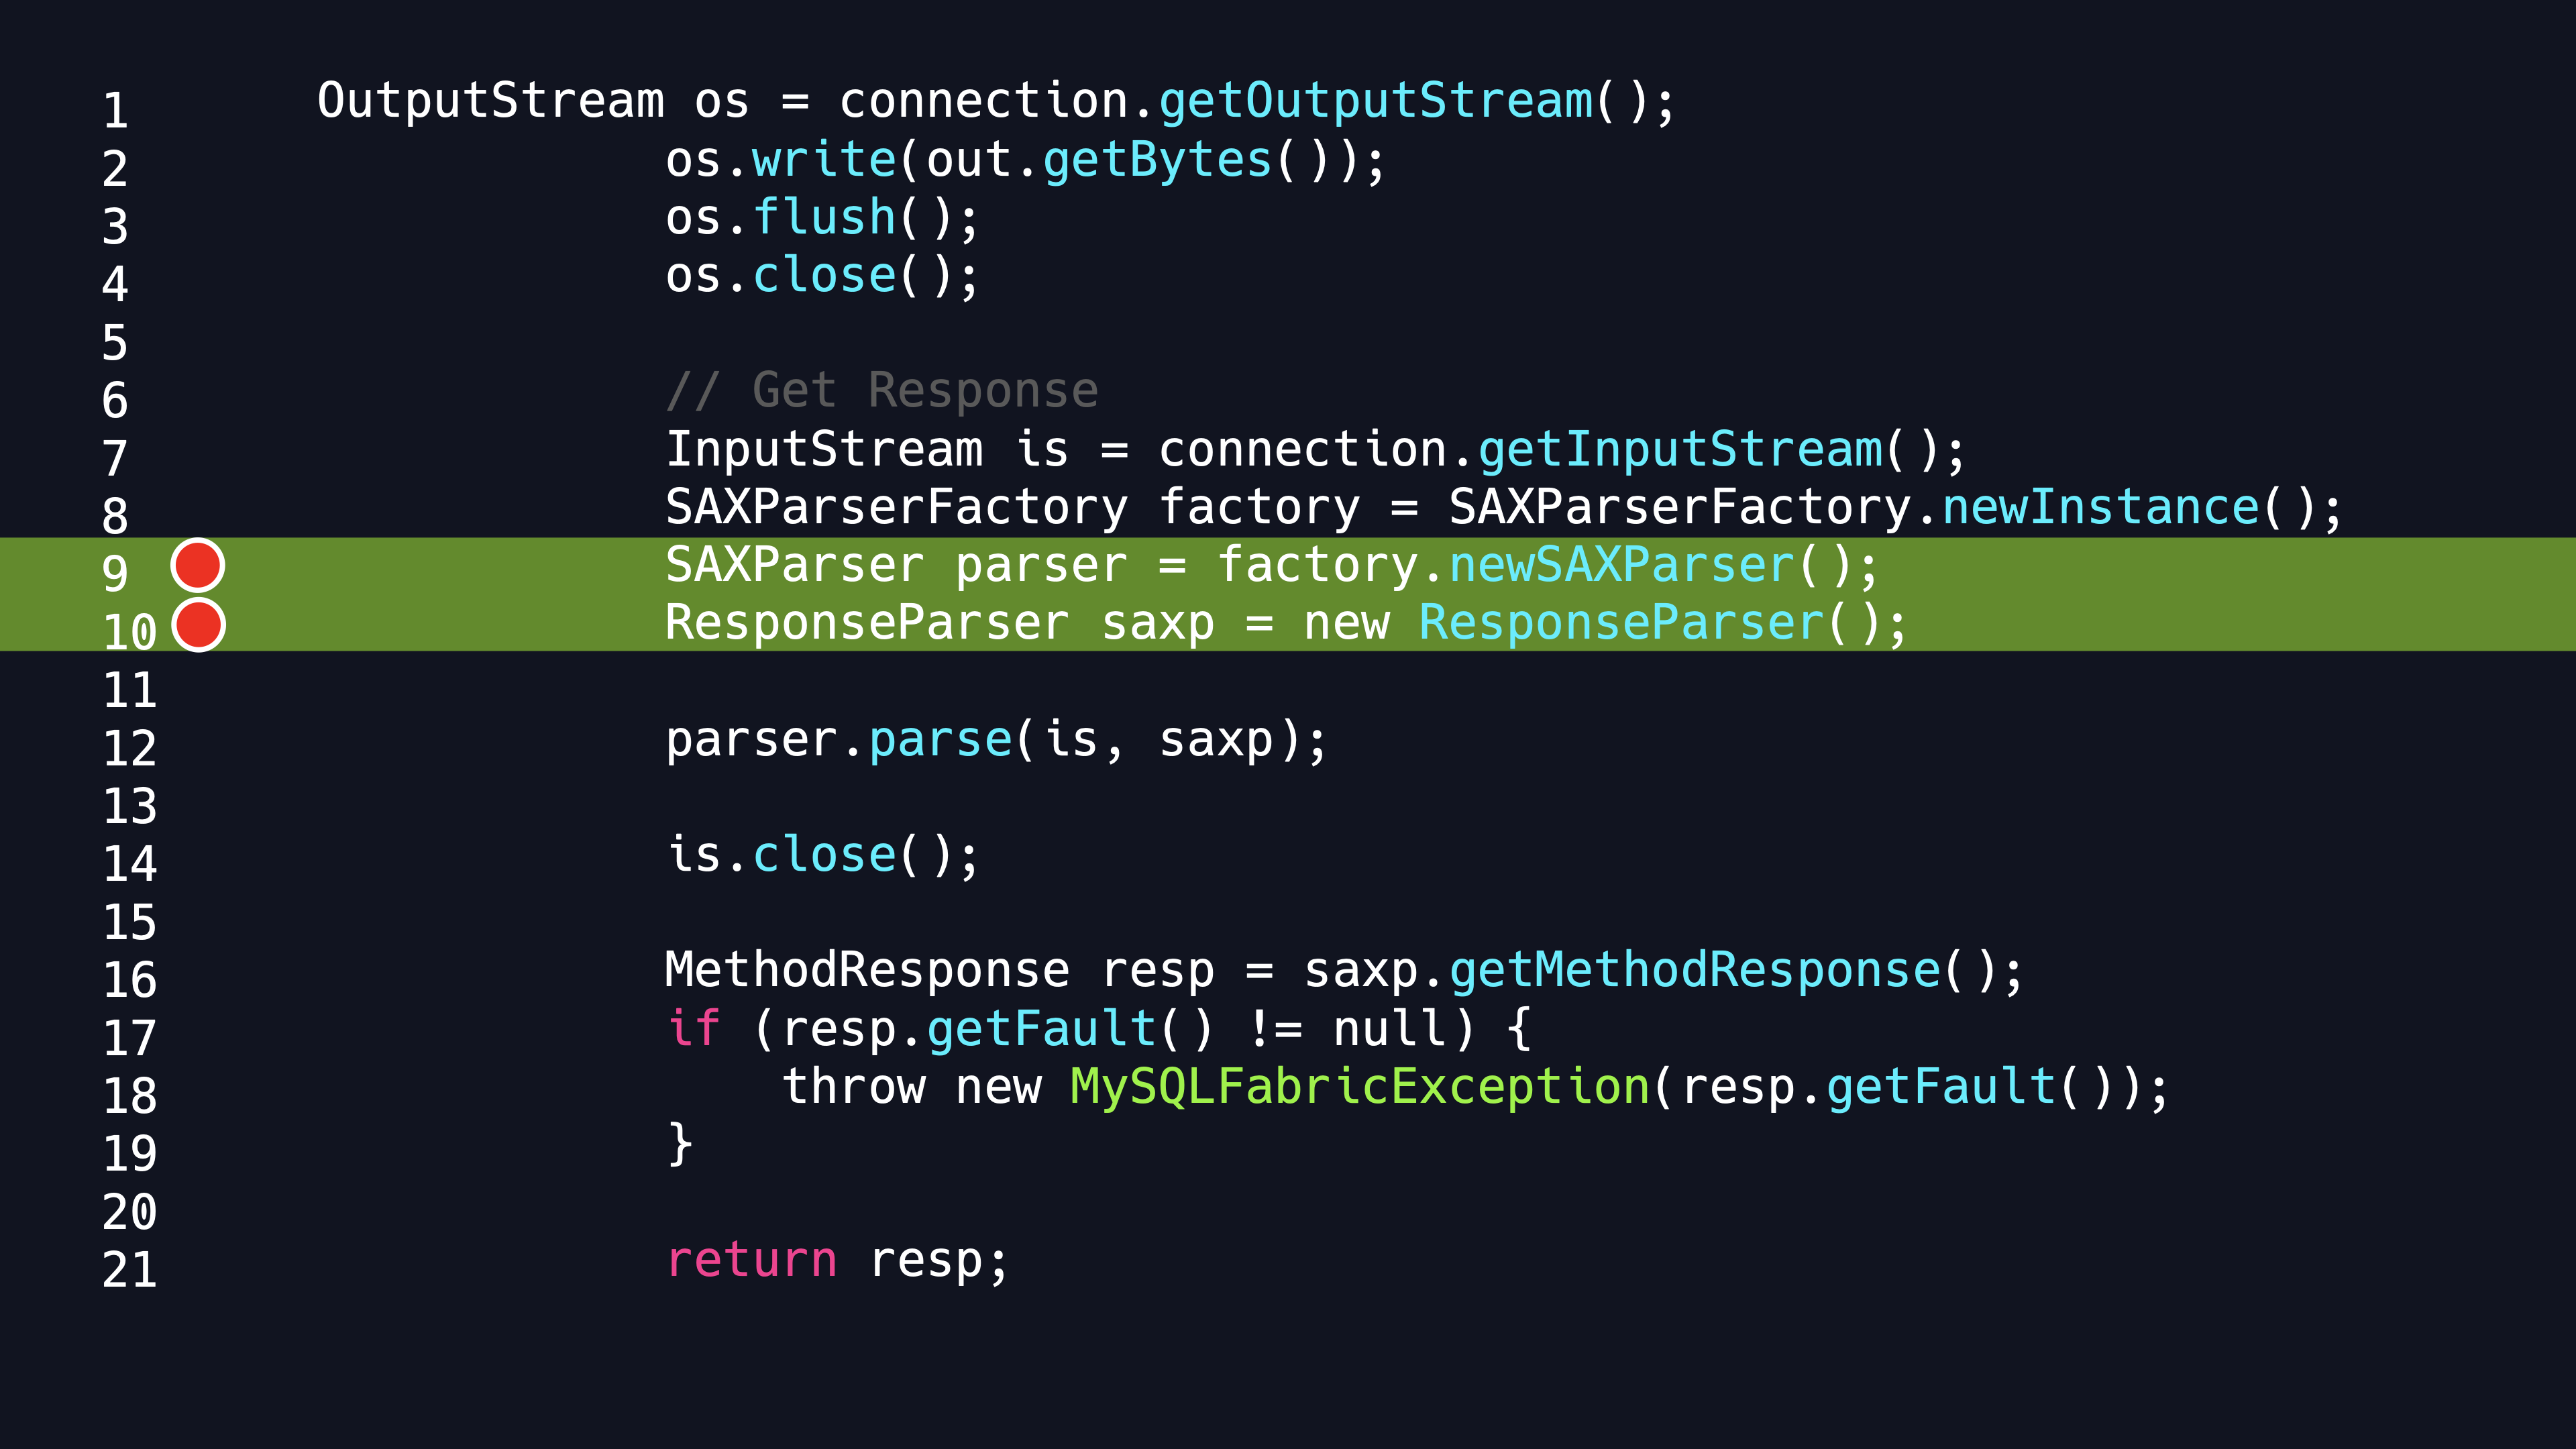 1 OutputStream os = connection.getOutputStream();
2 os.write(out.getBytes());
3 os.flush();
4 os.close();
5
6 // Get Response
7 InputStream is = connection.getInputStream();
8 SAXParserFactory factory = SAXParserFactory.newInstance();
9 SAXParser parser = factory.newSAXParser();
10 ResponseParser saxp = new ResponseParser();
11
12 parser.parse(is, saxp);
13
14 is.close();
15
16 MethodResponse resp = saxp.getMethodResponse();
17 if (resp.getFault() != null) {
18 throw new MySQLFabricException(resp.getFault());
19 }
20
21 return resp;